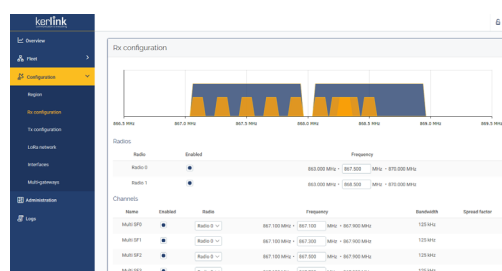 kerlink
Overview
Fleet
Configuration
Region
Rx configuration
Tx configuration
LoRa network
Interfaces
Multi-gateways
Administration
Logs
Rx configuration
866.5 MHz 867.0 MHz 867.5 MHz 868.0 MHz 868.5 MHz 869.0 MHz 869.5 MHz
Radios
Radio Enabled Frequency
Radio 0 863.000 MHz < 867.500 MHz < 870.000 MHz
Radio 1 863.000 MHz < 868.500 MHz < 870.000 MHz
Channels
Name Enabled Radio Frequency Bandwidth Spread factor
Multi SF0 Radio 0 867.100 MHz < 867.100 MHz < 867.900 MHz 125 kHz
Multi SF1 Radio 0 867.100 MHz < 867.300 MHz < 867.900 MHz 125 kHz
Multi SF2 Radio 0 867.100 MHz < 867.500 MHz < 867.900 MHz 125 kHz